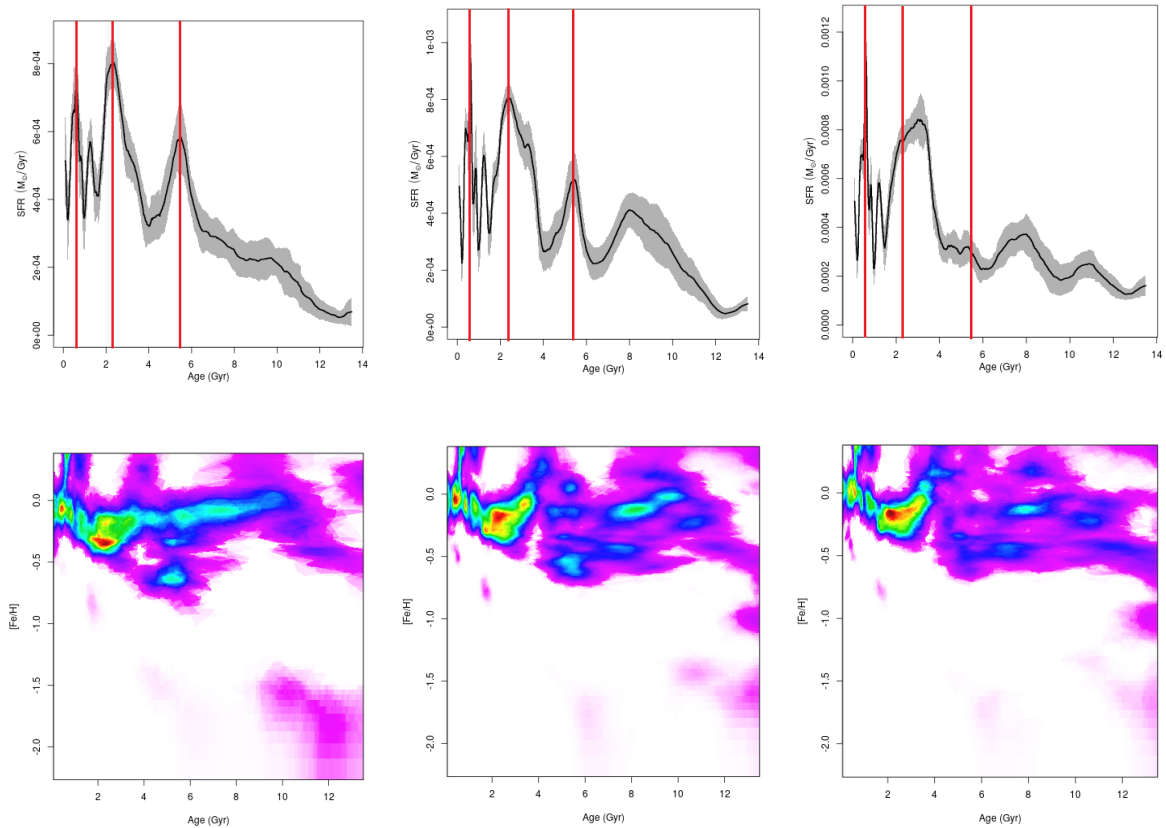 8e-04
6e-04
4e-04
2e-04
0e+00
SFR (M☉/Gyr)
0 2 4 6 8 10 12 14
Age (Gyr)
1e-03
8e-04
6e-04
4e-04
2e-04
0e+00
SFR (M☉/Gyr)
0 2 4 6 8 10 12 14
Age (Gyr)
0.0012
0.0010
0.0008
0.0006
0.0004
0.0002
0.0000
SFR (M☉/Gyr)
0 2 4 6 8 10 12 14
Age (Gyr)
0.0
-0.5
-1.0
-1.5
-2.0
[Fe/H]
2 4 6 8 10 12
Age (Gyr)
0.0
-0.5
-1.0
-1.5
-2.0
[Fe/H]
2 4 6 8 10 12
Age (Gyr)
0.0
-0.5
-1.0
-1.5
-2.0
[Fe/H]
2 4 6 8 10 12
Age (Gyr)